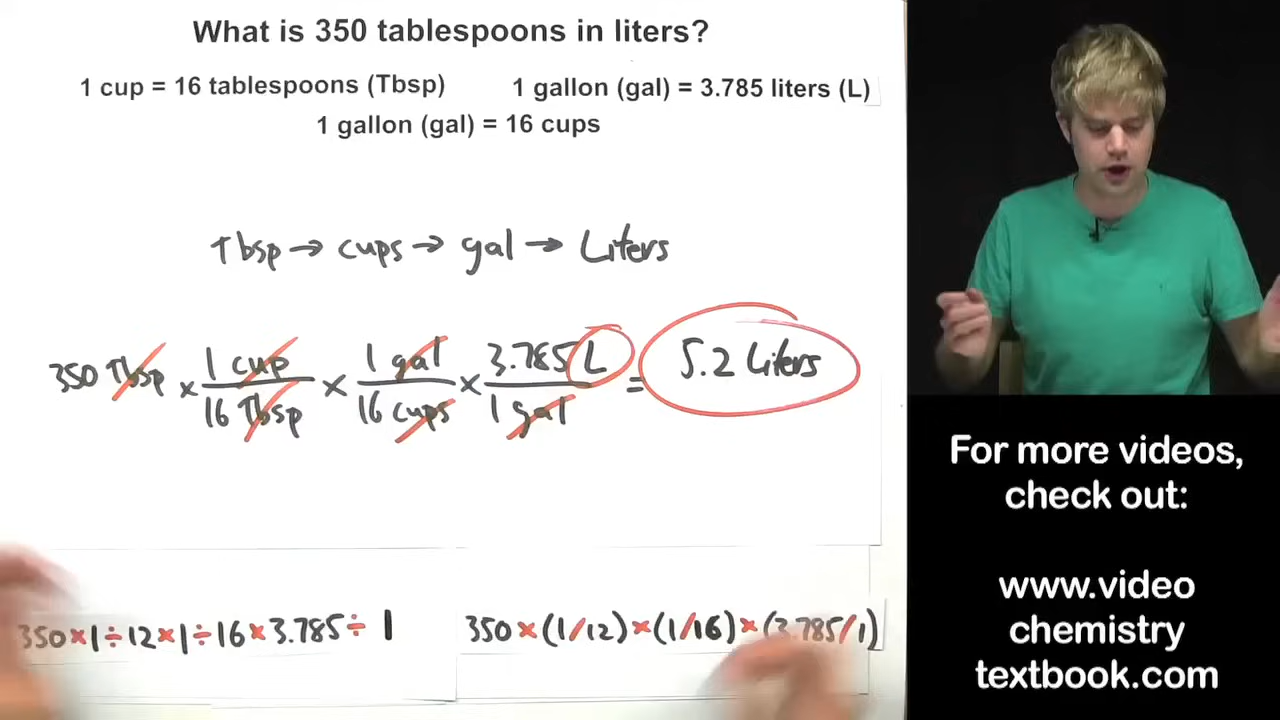 What is 350 tablespoons in liters?
1 cup = 16 tablespoons (Tbsp) 1 gallon (gal) = 3.785 liters (L)
1 gallon (gal) = 16 cups
Tbsp → cups → gal → Liters
350 Tbsp × 1 cup / 16 Tbsp × 1 gal / 16 cups × 3.785 L / 1 gal = 5.2 Liters
350 × 1 ÷ 12 × 1 ÷ 16 × 3.785 ÷ 1
350 × (1/12) × (1/16) × (3.785/1)
For more videos,
check out:
www.video
chemistry
textbook.com